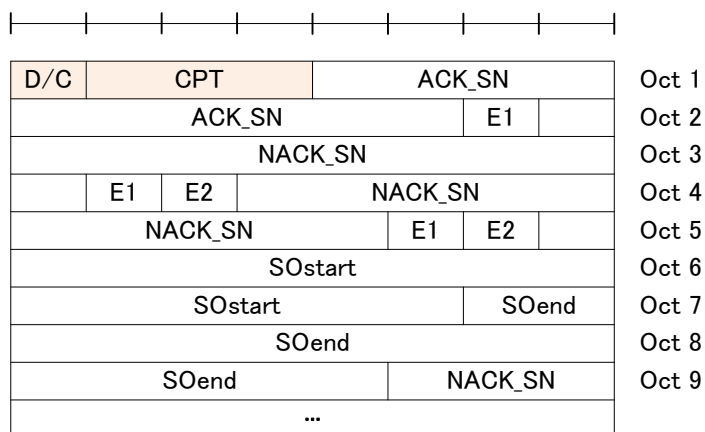 D/C CPT ACK_SN Oct 1
ACK_SN E1 Oct 2
NACK_SN Oct 3
E1 E2 NACK_SN Oct 4
NACK_SN E1 E2 Oct 5
SOstart Oct 6
SOstart SOend Oct 7
SOend Oct 8
SOend NACK_SN Oct 9
...